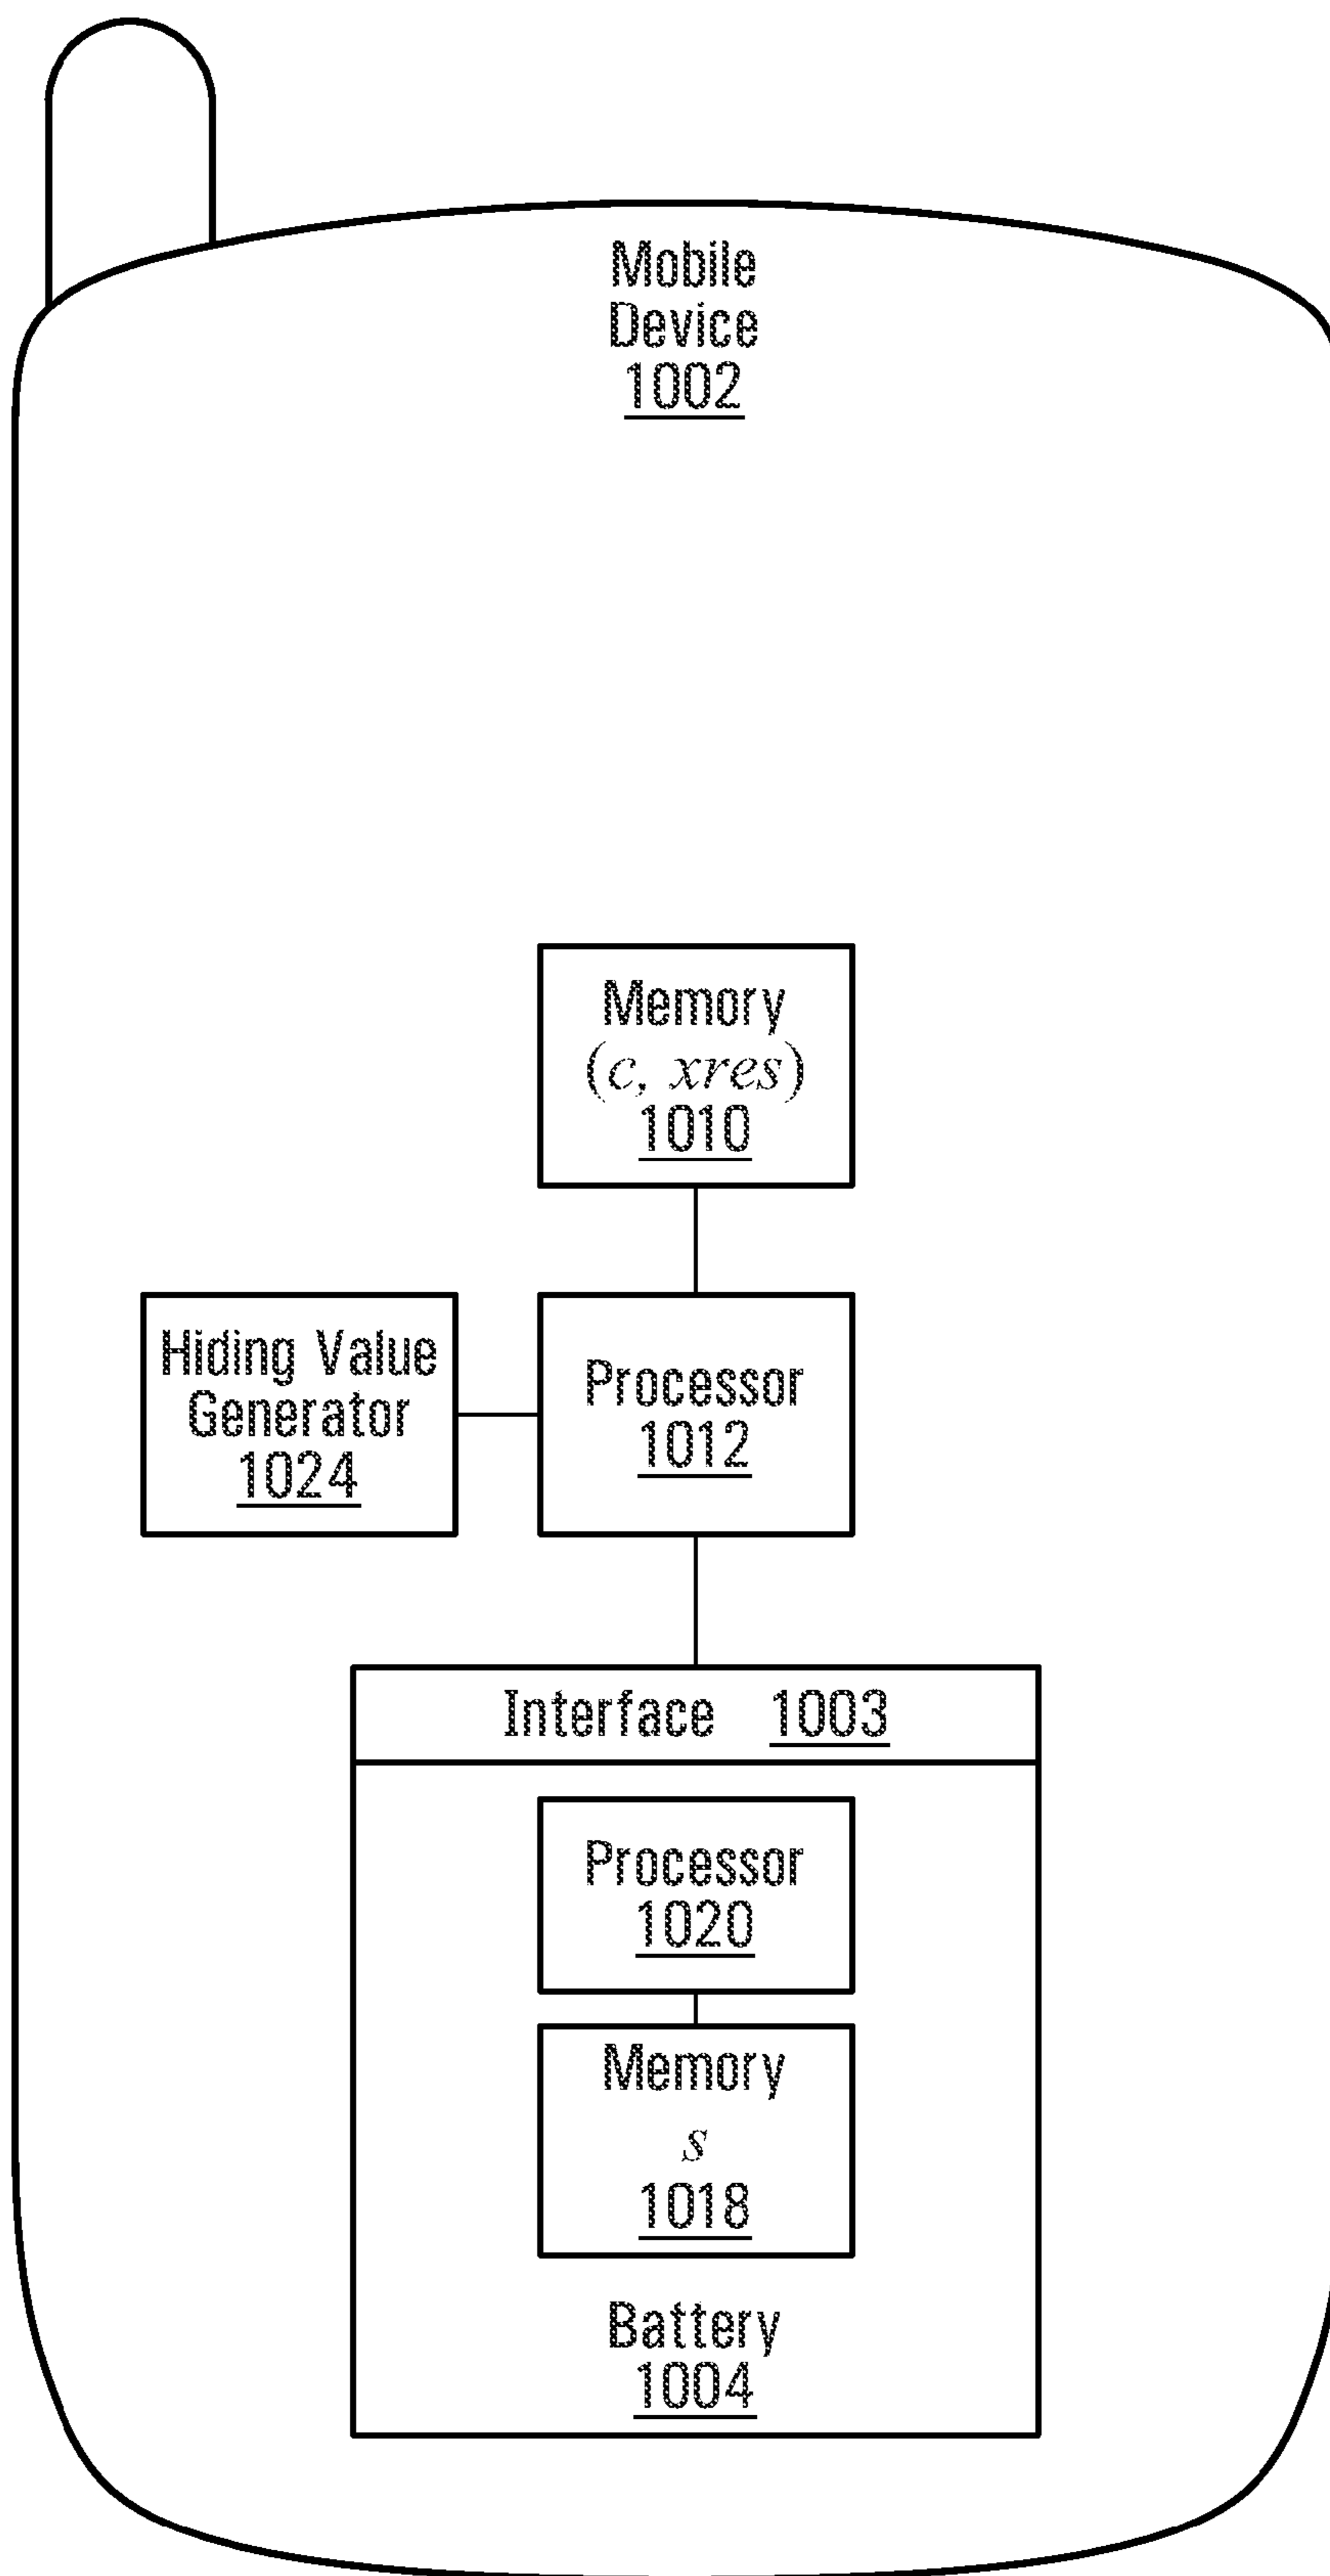 Mobile
Device
1002
Memory
(c, xres)
1010
Hiding Value
Generator
1024
Processor
1012
Interface 1003
Processor
1020
Memory
s
1018
Battery
1004